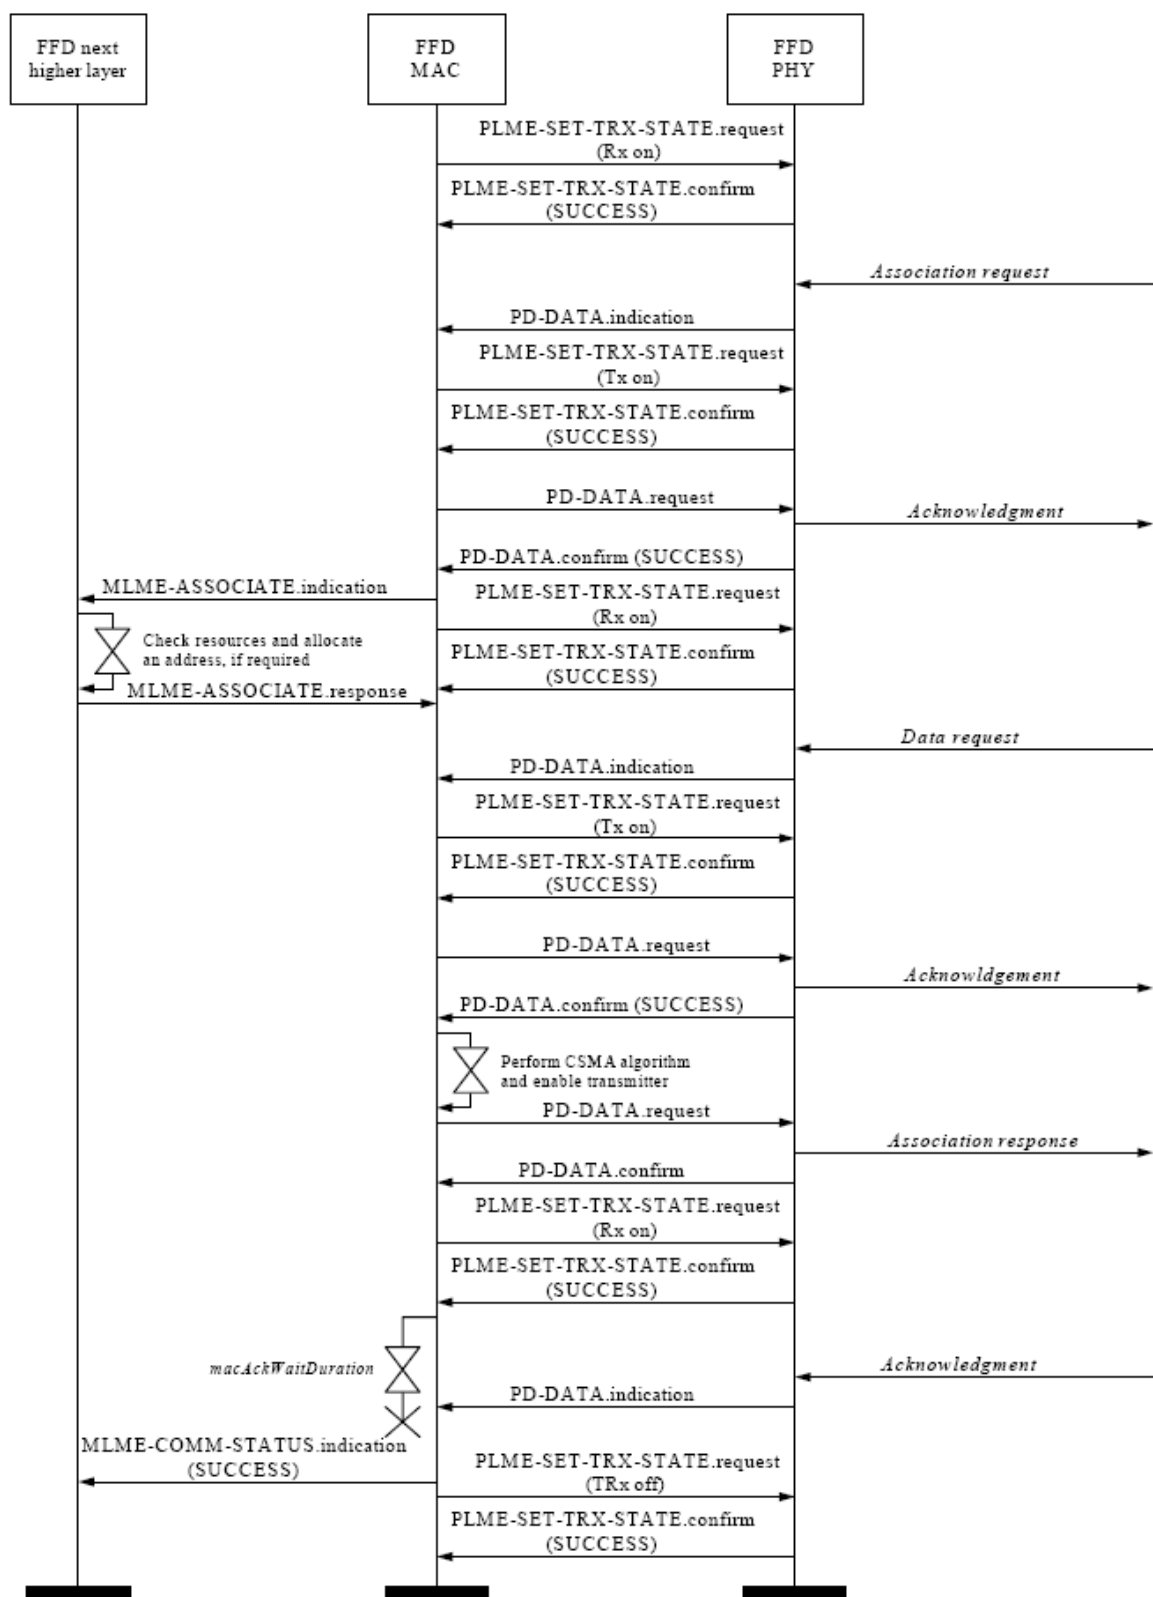 FFD next
higher layer
FFD
MAC
FFD
PHY
PLME-SET-TRX-STATE.request
(Rx on)
PLME-SET-TRX-STATE.confirm
(SUCCESS)
Association request
PD-DATA.indication
PLME-SET-TRX-STATE.request
(Tx on)
PLME-SET-TRX-STATE.confirm
(SUCCESS)
PD-DATA.request
Acknowledgment
PD-DATA.confirm (SUCCESS)
MLME-ASSOCIATE.indication
PLME-SET-TRX-STATE.request
(Rx on)
Check resources and allocate
an address, if required
PLME-SET-TRX-STATE.confirm
(SUCCESS)
MLME-ASSOCIATE.response
Data request
PD-DATA.indication
PLME-SET-TRX-STATE.request
(Tx on)
PLME-SET-TRX-STATE.confirm
(SUCCESS)
PD-DATA.request
Acknowldgement
PD-DATA.confirm (SUCCESS)
Perform CSMA algorithm
and enable transmitter
PD-DATA.request
Association response
PD-DATA.confirm
PLME-SET-TRX-STATE.request
(Rx on)
PLME-SET-TRX-STATE.confirm
(SUCCESS)
macAckWaitDuration
Acknowledgment
PD-DATA.indication
MLME-COMM-STATUS.indication
(SUCCESS)
PLME-SET-TRX-STATE.request
(TRx off)
PLME-SET-TRX-STATE.confirm
(SUCCESS)